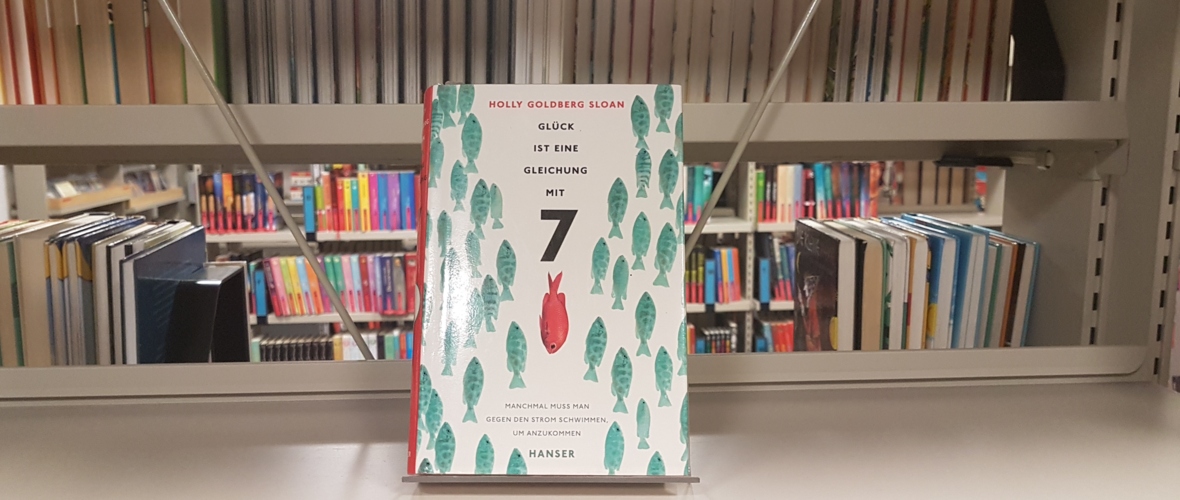 HOLLY GOLDBERG SLOAN
GLÜCK
IST EINE
GLEICHUNG
MIT
7
MANCHMAL MUSS MAN
GEGEN DEN STROM SCHWIMMEN,
UM ANZUKOMMEN
HANSER